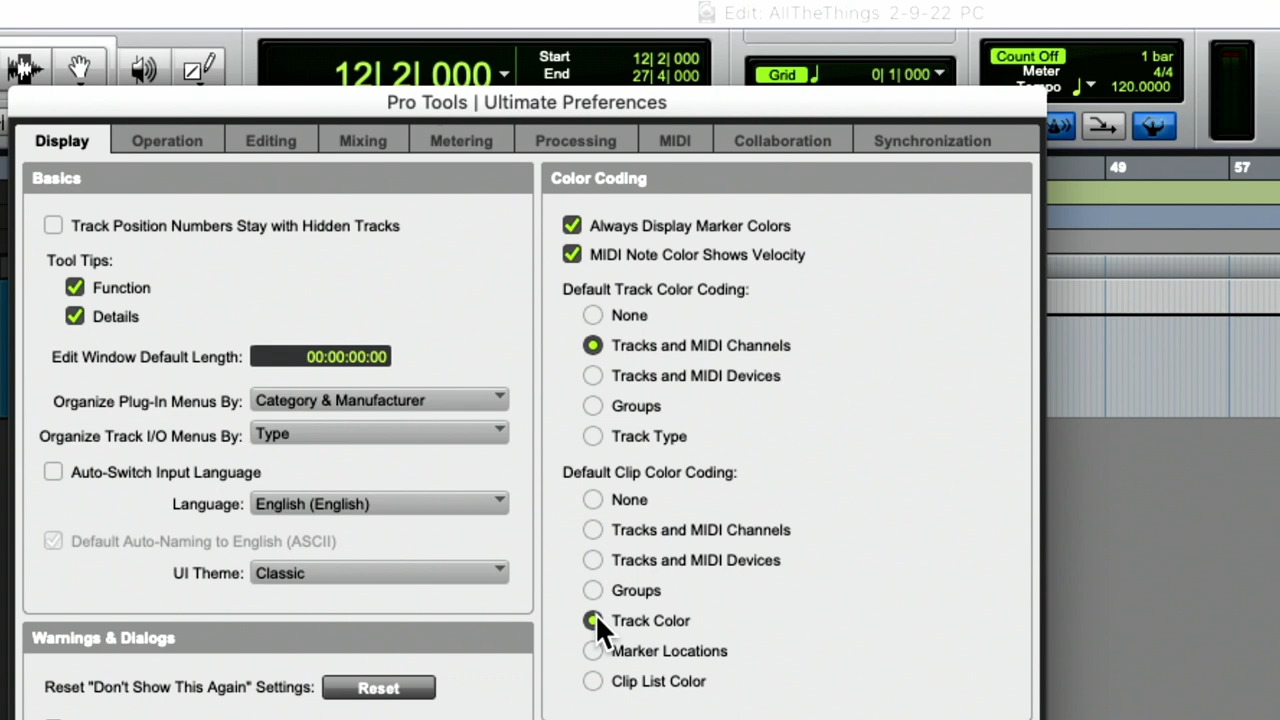 Edit: AllTheThings 2-9-22 PC
12| 2| 000
Start 12| 2| 000
End 27| 4| 000
Grid 0| 1| 000
Count Off 1 bar
Meter 4/4
Tempo 120.0000
Pro Tools | Ultimate Preferences
Display Operation Editing Mixing Metering Processing MIDI Collaboration Synchronization
49 57
Basics
Track Position Numbers Stay with Hidden Tracks
Tool Tips:
Function
Details
Edit Window Default Length: 00:00:00:00
Organize Plug-In Menus By: Category & Manufacturer
Organize Track I/O Menus By: Type
Auto-Switch Input Language
Language: English (English)
Default Auto-Naming to English (ASCII)
UI Theme: Classic
Warnings & Dialogs
Reset "Don't Show This Again" Settings: Reset
Color Coding
Always Display Marker Colors
MIDI Note Color Shows Velocity
Default Track Color Coding:
None
Tracks and MIDI Channels
Tracks and MIDI Devices
Groups
Track Type
Default Clip Color Coding:
None
Tracks and MIDI Channels
Tracks and MIDI Devices
Groups
Track Color
Marker Locations
Clip List Color